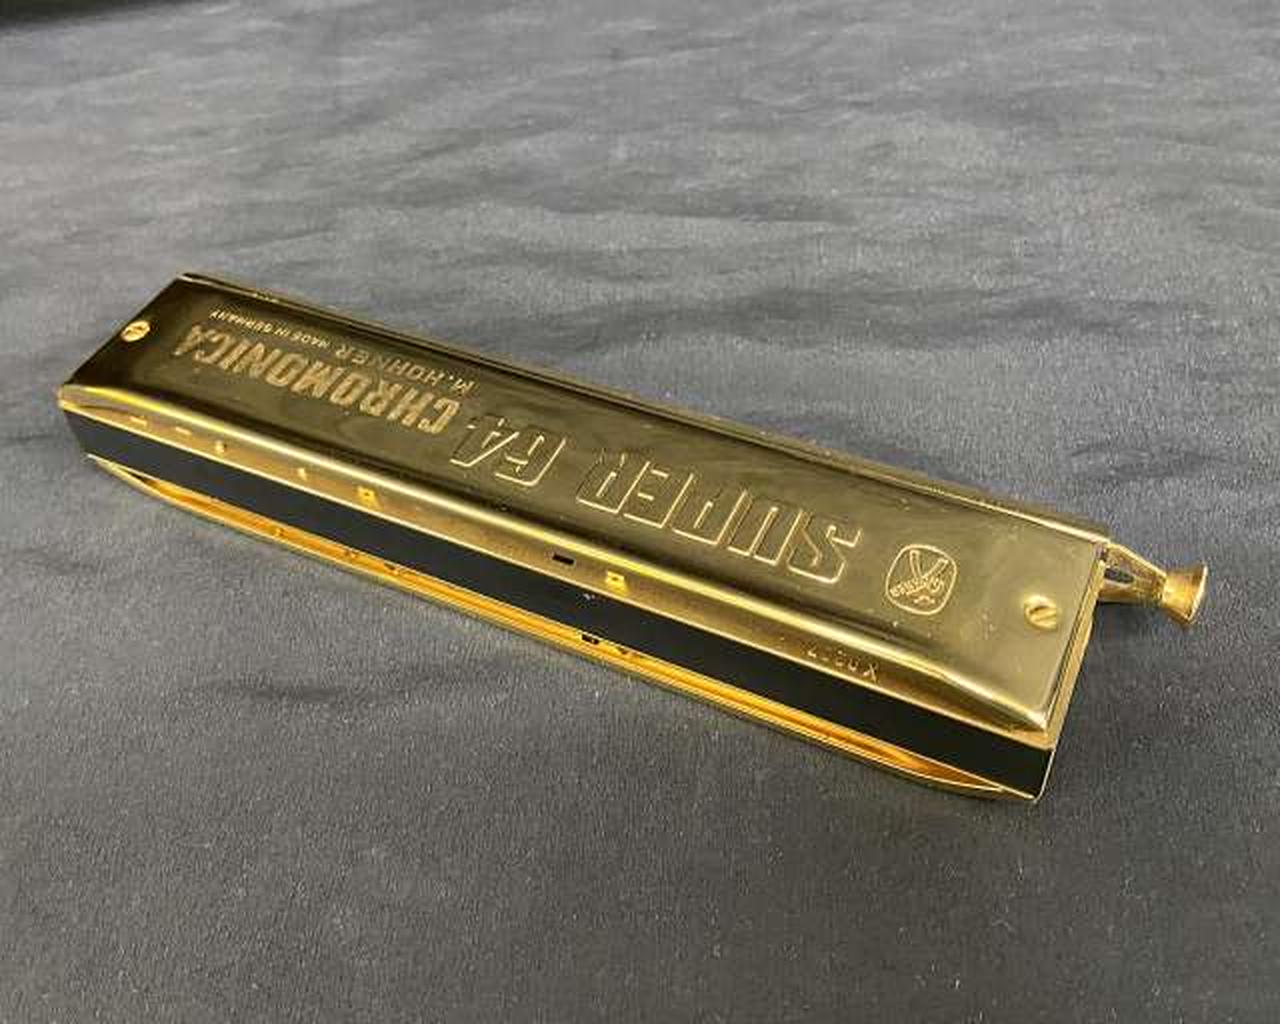 SUPER 64 CHROMONICA
M. HOHNER MADE IN GERMANY